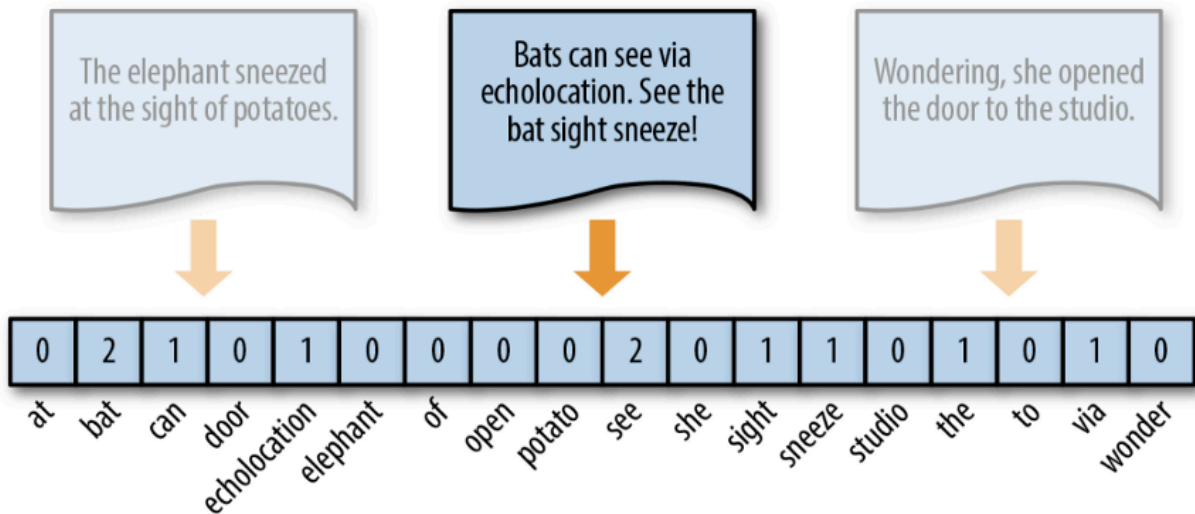 The elephant sneezed
at the sight of potatoes.
Bats can see via
echolocation. See the
bat sight sneeze!
Wondering, she opened
the door to the studio.
0 2 1 0 1 0 0 0 0 2 0 1 1 0 1 0 1 0
at bat can door echolocation elephant of open potato see she sight sneeze studio the to via wonder